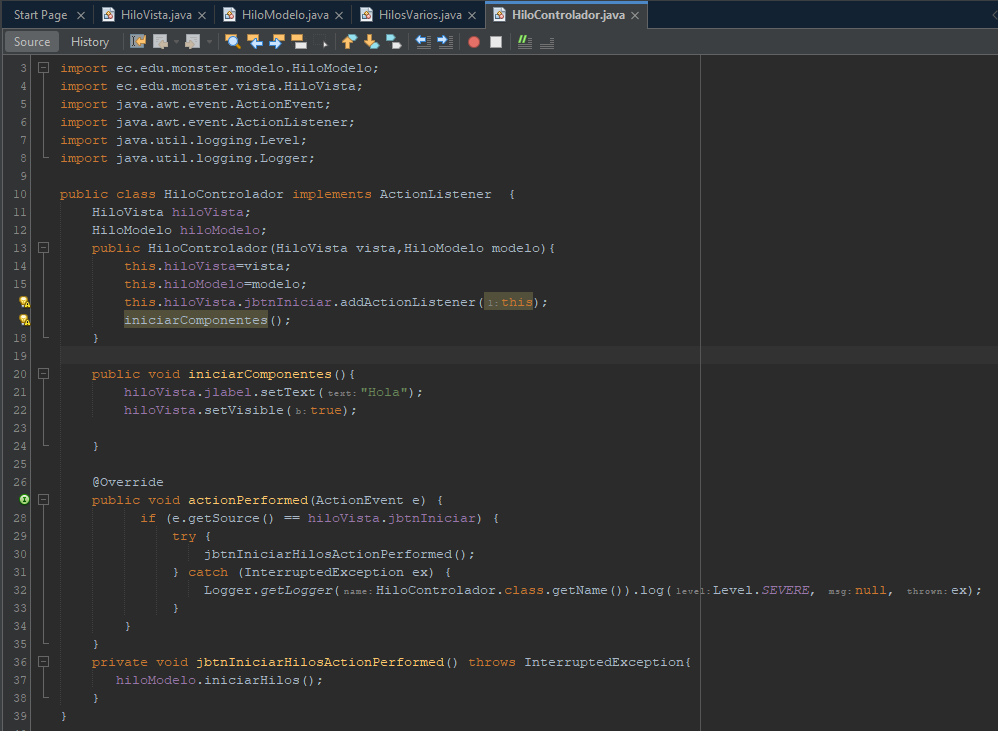 Start Page HiloVista.java HiloModelo.java HilosVarios.java HiloControlador.java
Source History
3 import ec.edu.monster.modelo.HiloModelo;
4 import ec.edu.monster.vista.HiloVista;
5 import java.awt.event.ActionEvent;
6 import java.awt.event.ActionListener;
7 import java.util.logging.Level;
8 import java.util.logging.Logger;
9
10 public class HiloControlador implements ActionListener  {
11     HiloVista hiloVista;
12     HiloModelo hiloModelo;
13     public HiloControlador(HiloVista vista,HiloModelo modelo){
14         this.hiloVista=vista;
15         this.hiloModelo=modelo;
        this.hiloVista.jbtnIniciar.addActionListener(l:this);
        iniciarComponentes();
18     }
19
20     public void iniciarComponentes(){
21         hiloVista.jlabel.setText(text:"Hola");
22         hiloVista.setVisible(b:true);
23
24     }
25
26     @Override
    public void actionPerformed(ActionEvent e) {
28           if (e.getSource() == hiloVista.jbtnIniciar) {
29               try {
30                   jbtnIniciarHilosActionPerformed();
31               } catch (InterruptedException ex) {
32                   Logger.getLogger(name:HiloControlador.class.getName()).log(level:Level.SEVERE, msg:null, thrown:ex);
33               }
34         }
35     }
36     private void jbtnIniciarHilosActionPerformed() throws InterruptedException{
37        hiloModelo.iniciarHilos();
38     }
39 }